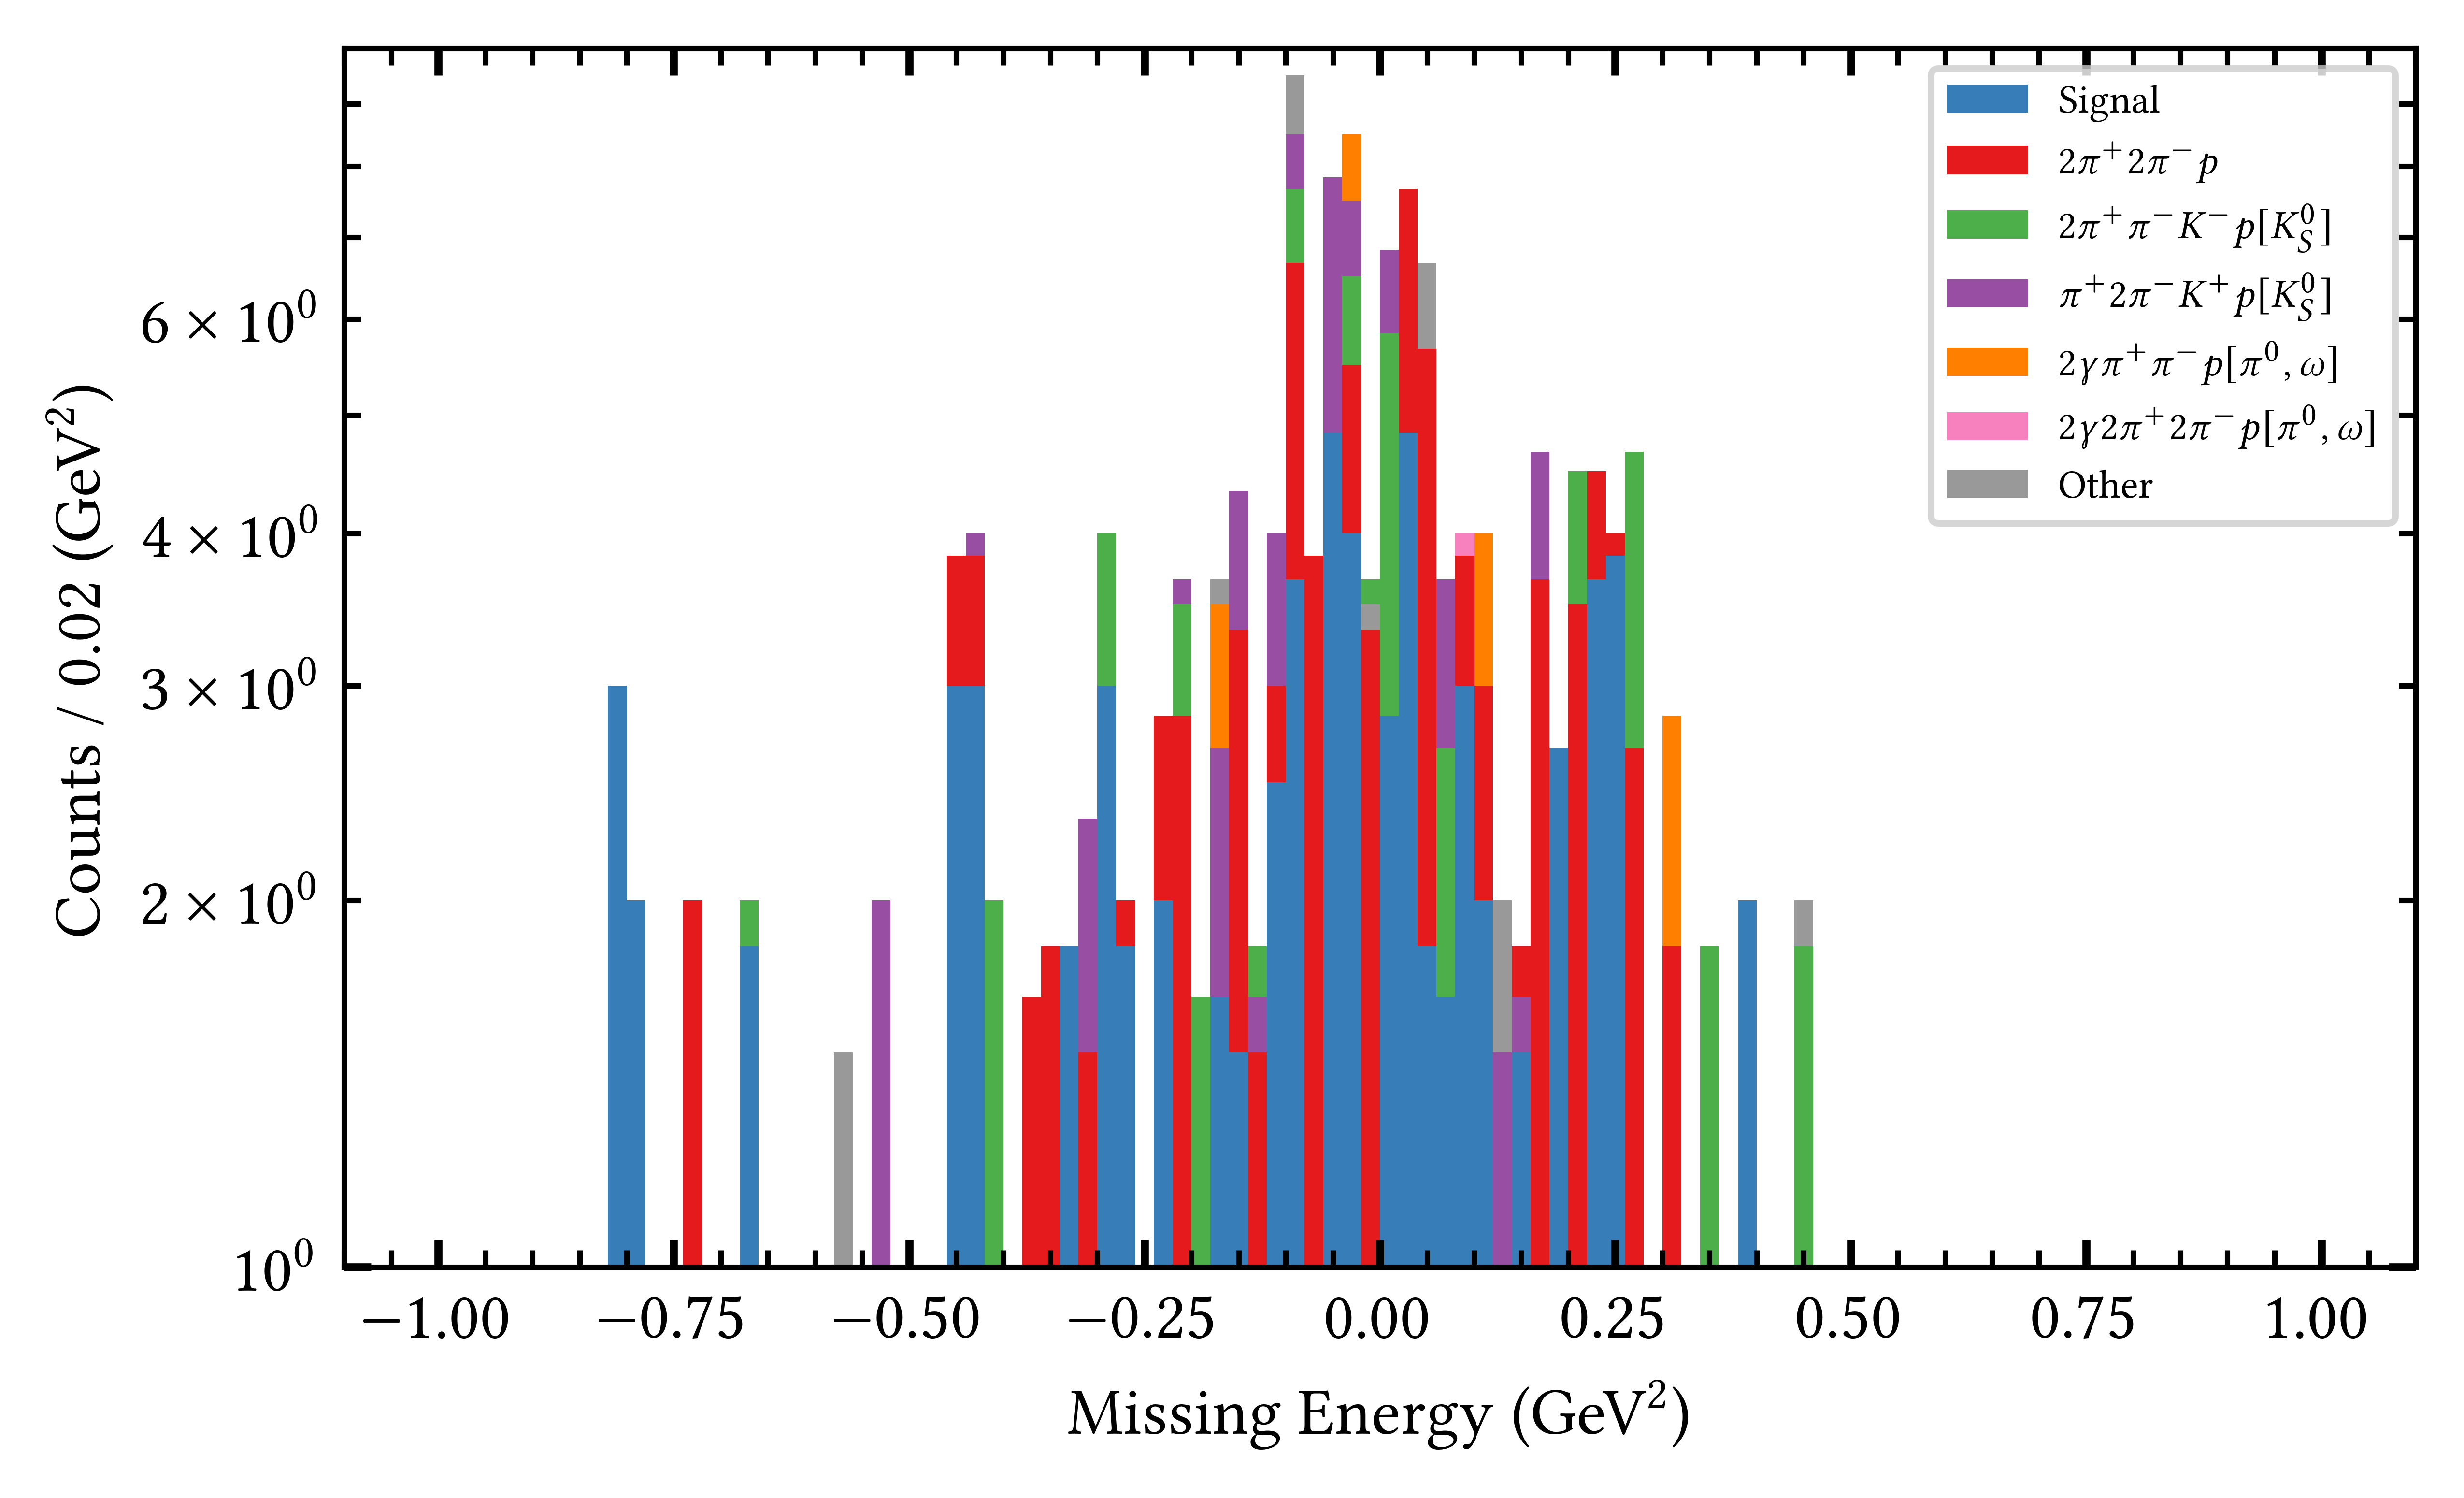 Counts / 0.02 (GeV²)
6 × 10⁰
4 × 10⁰
3 × 10⁰
2 × 10⁰
10⁰
Signal
2π⁺2π⁻p
2π⁺π⁻K⁻p[K⁰_S]
π⁺2π⁻K⁺p[K⁰_S]
2γπ⁺π⁻p[π⁰, ω]
2γ2π⁺2π⁻p[π⁰, ω]
Other
−1.00 −0.75 −0.50 −0.25 0.00 0.25 0.50 0.75 1.00
Missing Energy (GeV²)